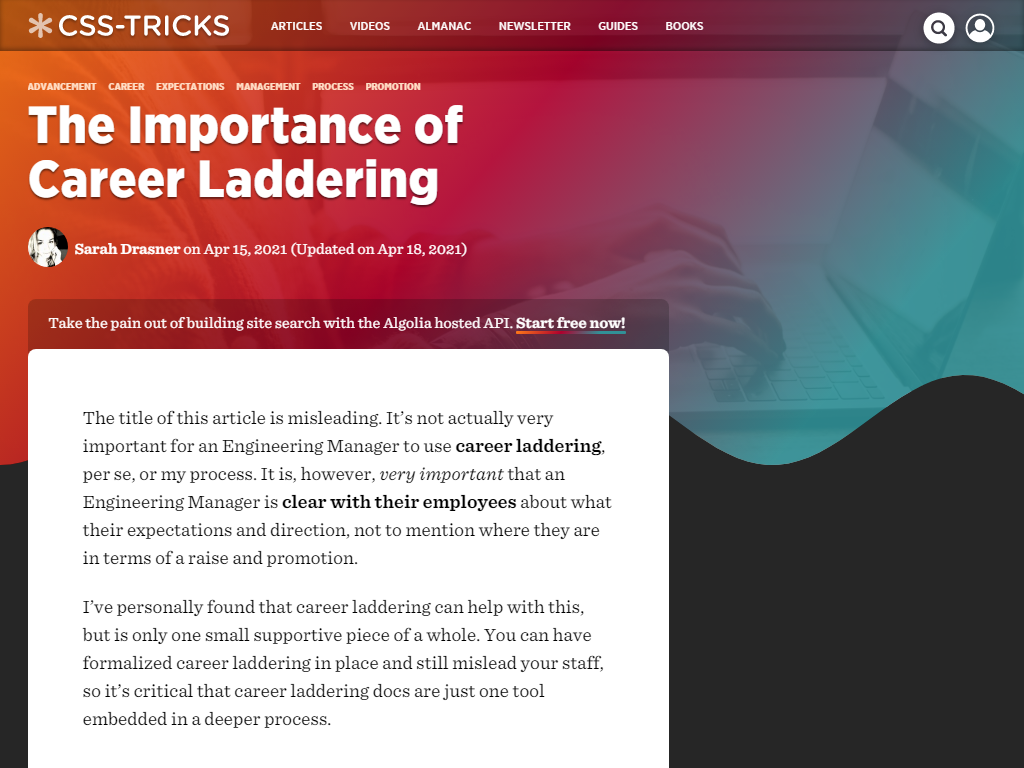 CSS-TRICKS
ARTICLES VIDEOS ALMANAC NEWSLETTER GUIDES BOOKS
ADVANCEMENT CAREER EXPECTATIONS MANAGEMENT PROCESS PROMOTION
The Importance of
Career Laddering
Sarah Drasner on Apr 15, 2021 (Updated on Apr 18, 2021)
Take the pain out of building site search with the Algolia hosted API. Start free now!
The title of this article is misleading. It’s not actually very
important for an Engineering Manager to use career laddering,
per se, or my process. It is, however, very important that an
Engineering Manager is clear with their employees about what
their expectations and direction, not to mention where they are
in terms of a raise and promotion.
I’ve personally found that career laddering can help with this,
but is only one small supportive piece of a whole. You can have
formalized career laddering in place and still mislead your staff,
so it’s critical that career laddering docs are just one tool
embedded in a deeper process.